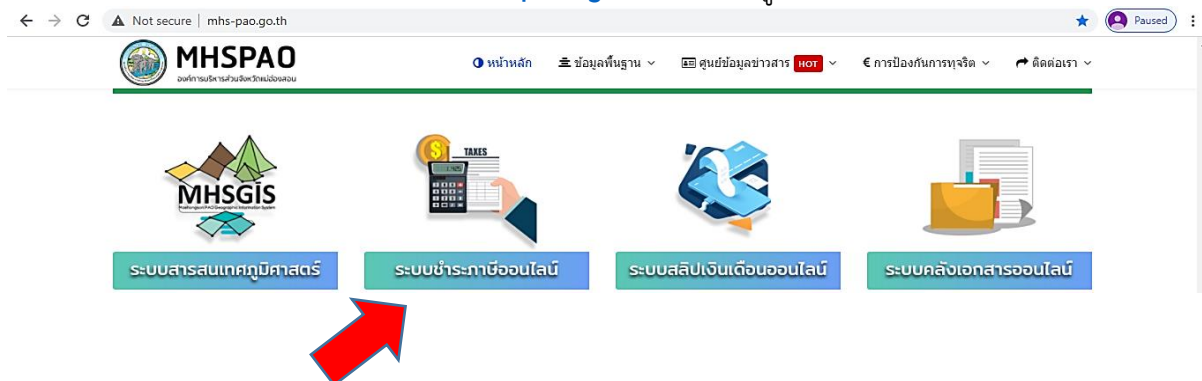 Not secure | mhs-pao.go.th
Paused
MHSPAO
องค์การบริหารส่วนจังหวัดแม่ฮ่องสอน
หน้าหลัก ข้อมูลพื้นฐาน ศูนย์ข้อมูลข่าวสาร HOT การป้องกันการทุจริต ติดต่อเรา
TAXES
MHSGIS
ระบบสารสนเทศภูมิศาสตร์ ระบบชำระภาษีออนไลน์ ระบบสลิปเงินเดือนออนไลน์ ระบบคลังเอกสารออนไลน์